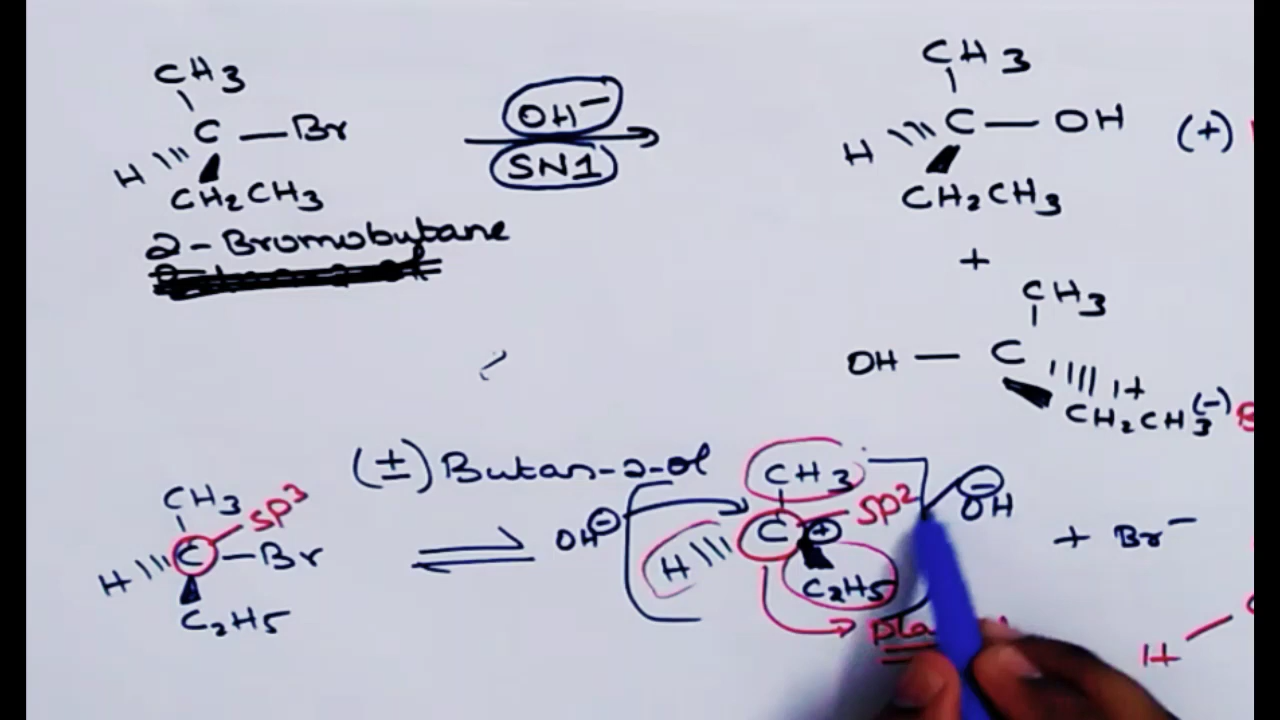 CH3
C — Br
H
CH2CH3
2-Bromobutane
OH−
SN1
CH3
C — OH
H
CH2CH3
(+)
+
CH3
OH — C
H
CH2CH3
(-)
(±) Butan-2-ol
CH3
SP3
C — Br
H
C2H5
OH−
CH3
C +
SP2
H
C2H5
−
OH
+ Br−
H